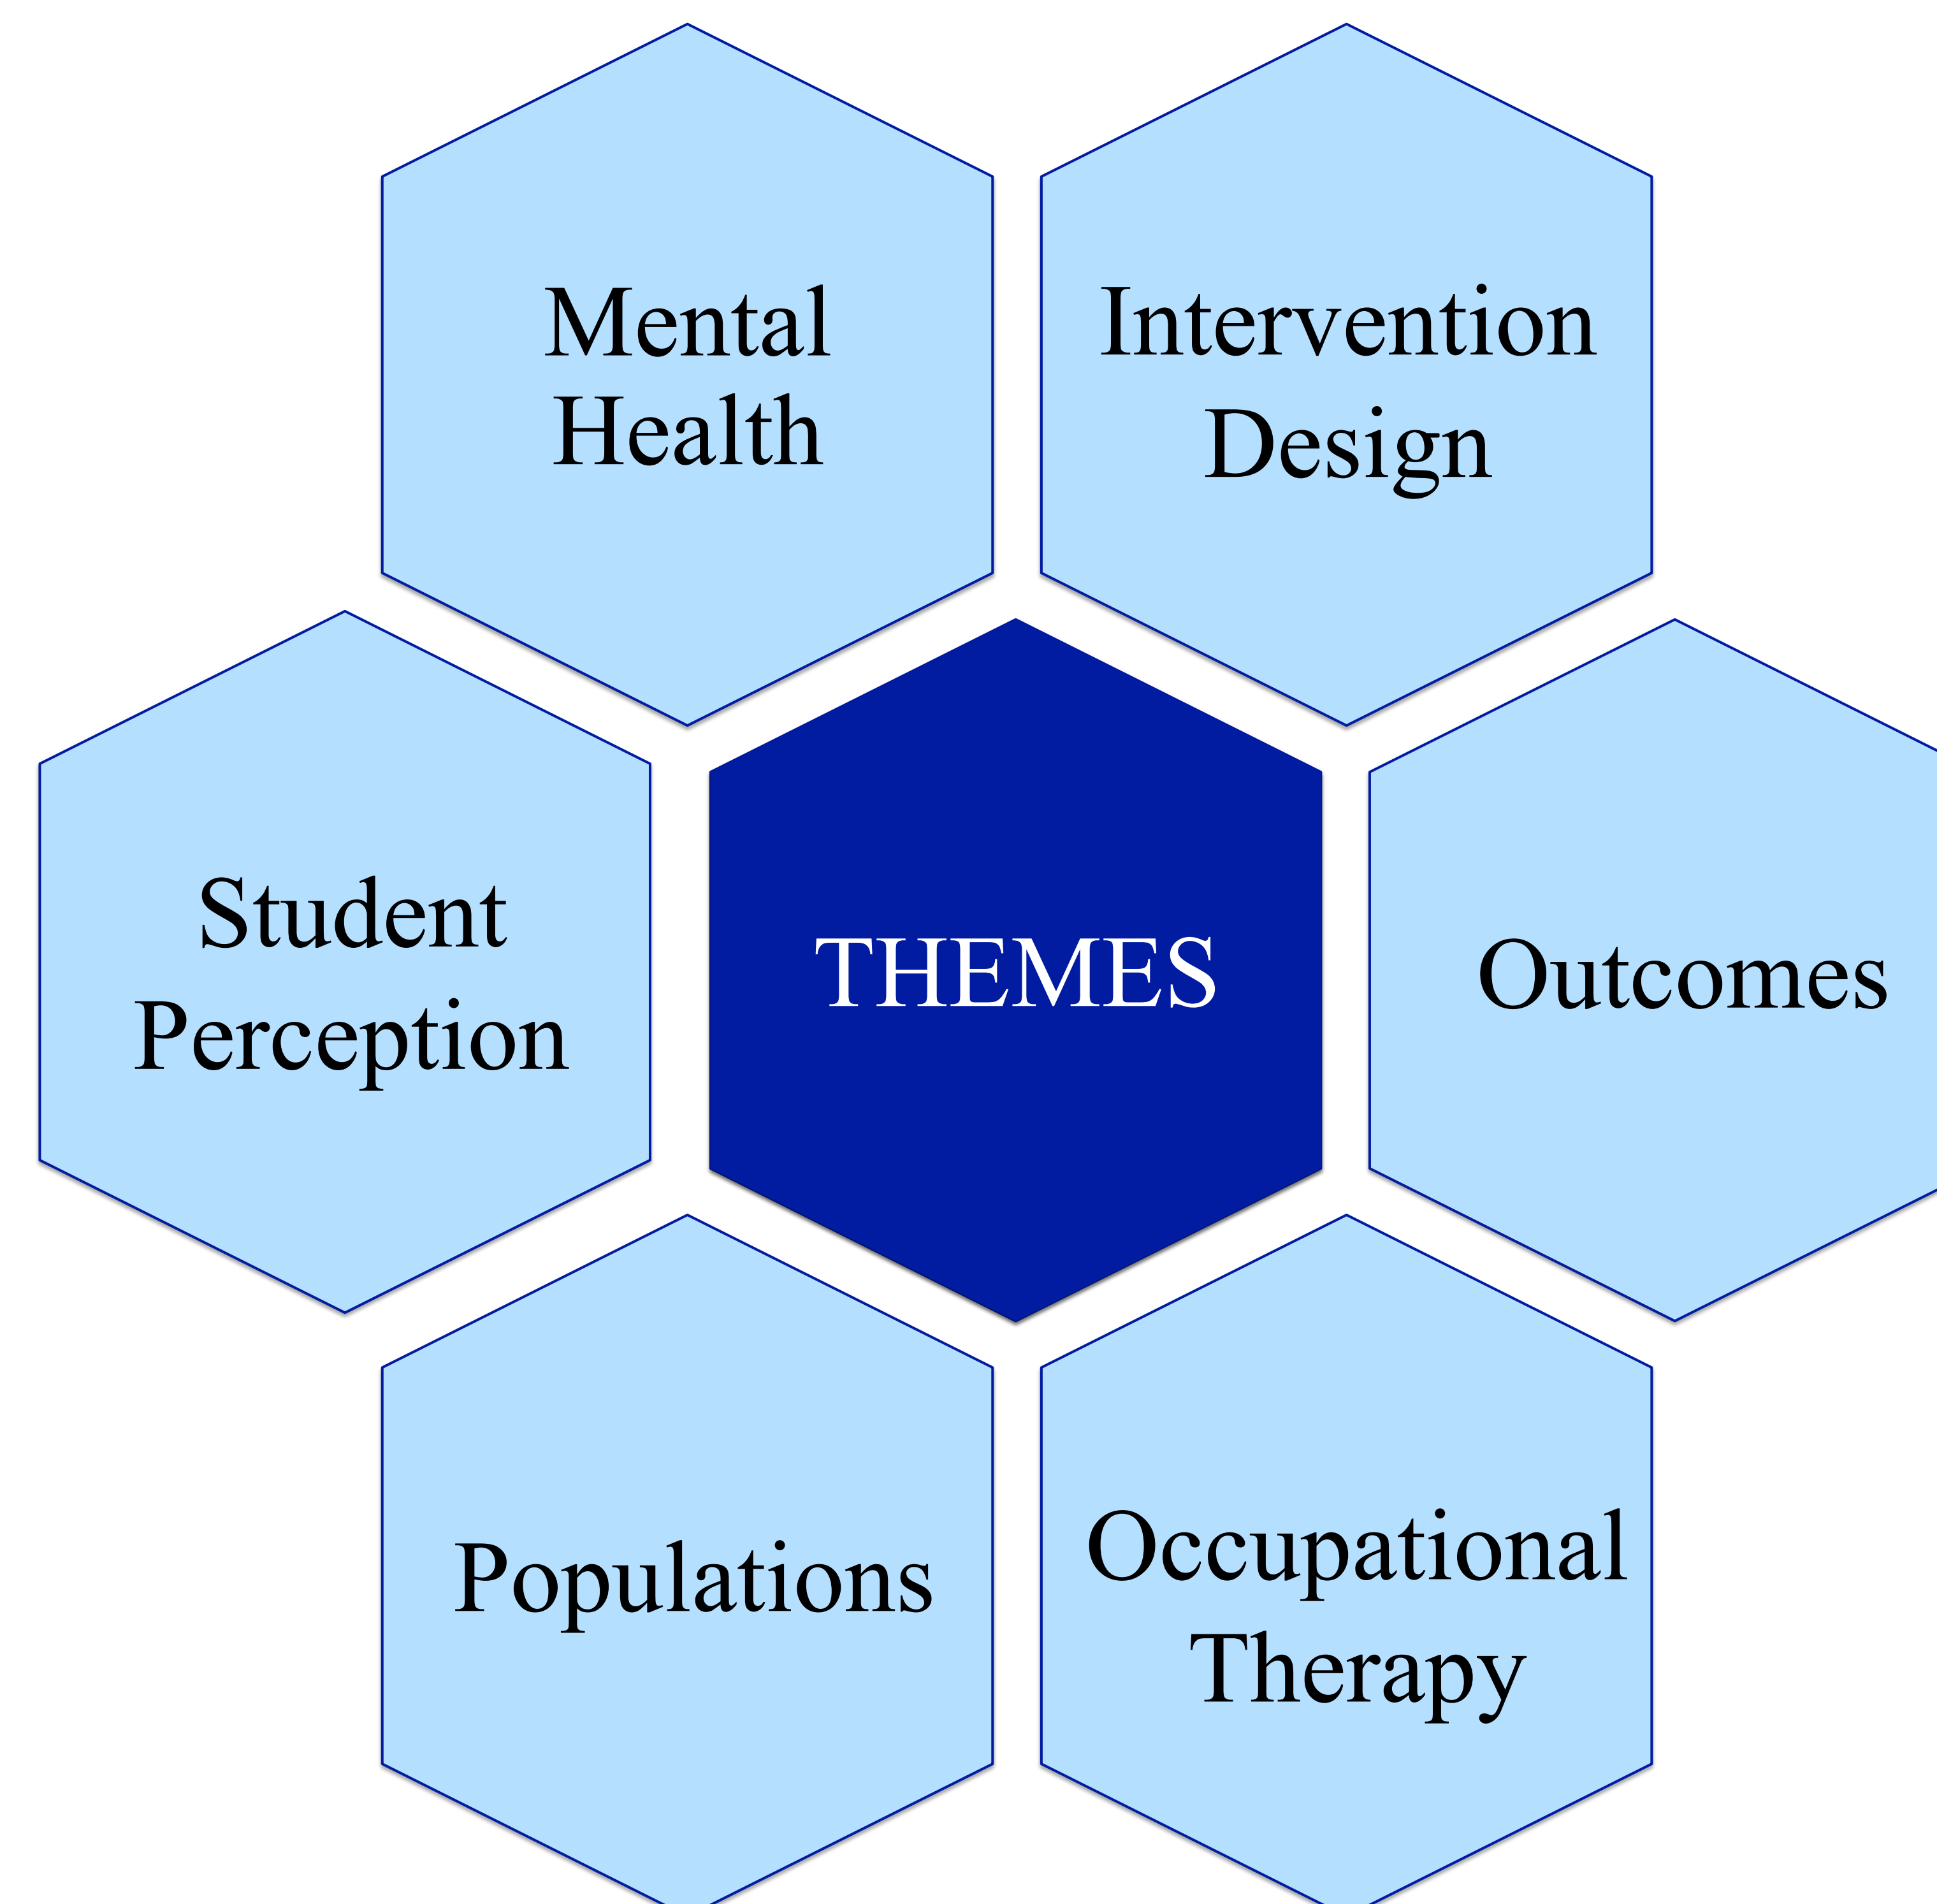 Mental
Health
Intervention
Design
Student
Perception
THEMES
Outcomes
Populations
Occupational
Therapy